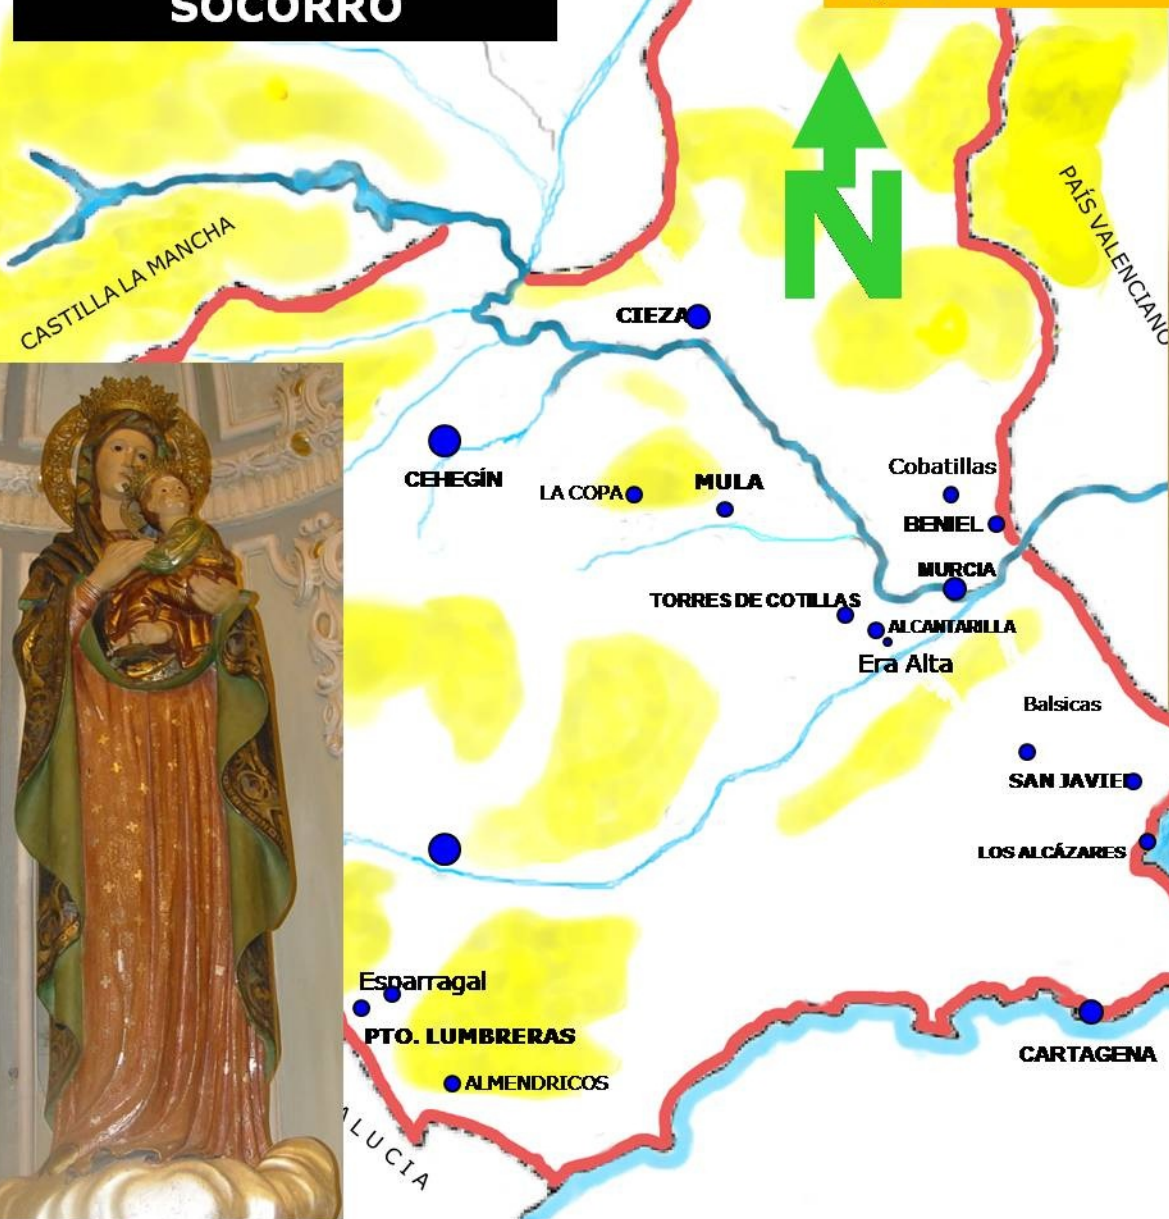 SOCORRO
N
PAÍS VALENCIANO
CASTILLA LA MANCHA
CIEZA
Cobatillas
CEHEGÍN
LA COPA
MULA
BENIEL
MURCIA
TORRES DE COTILLAS
ALCANTARILLA
Era Alta
Balsicas
SAN JAVIER
LOS ALCÁZARES
Esparragal
PTO. LUMBRERAS
ALMENDRICOS
CARTAGENA
ALUCIA